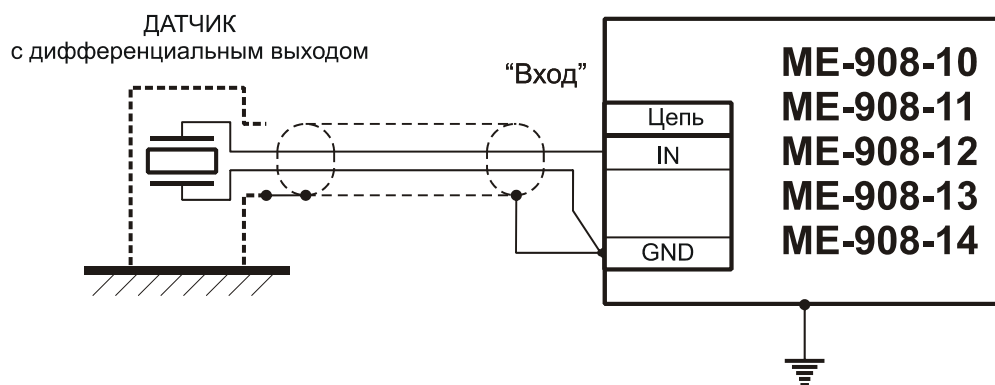 ДАТЧИК
с дифференциальным выходом
“Вход”
Цепь
IN
GND
ME-908-10
ME-908-11
ME-908-12
ME-908-13
ME-908-14